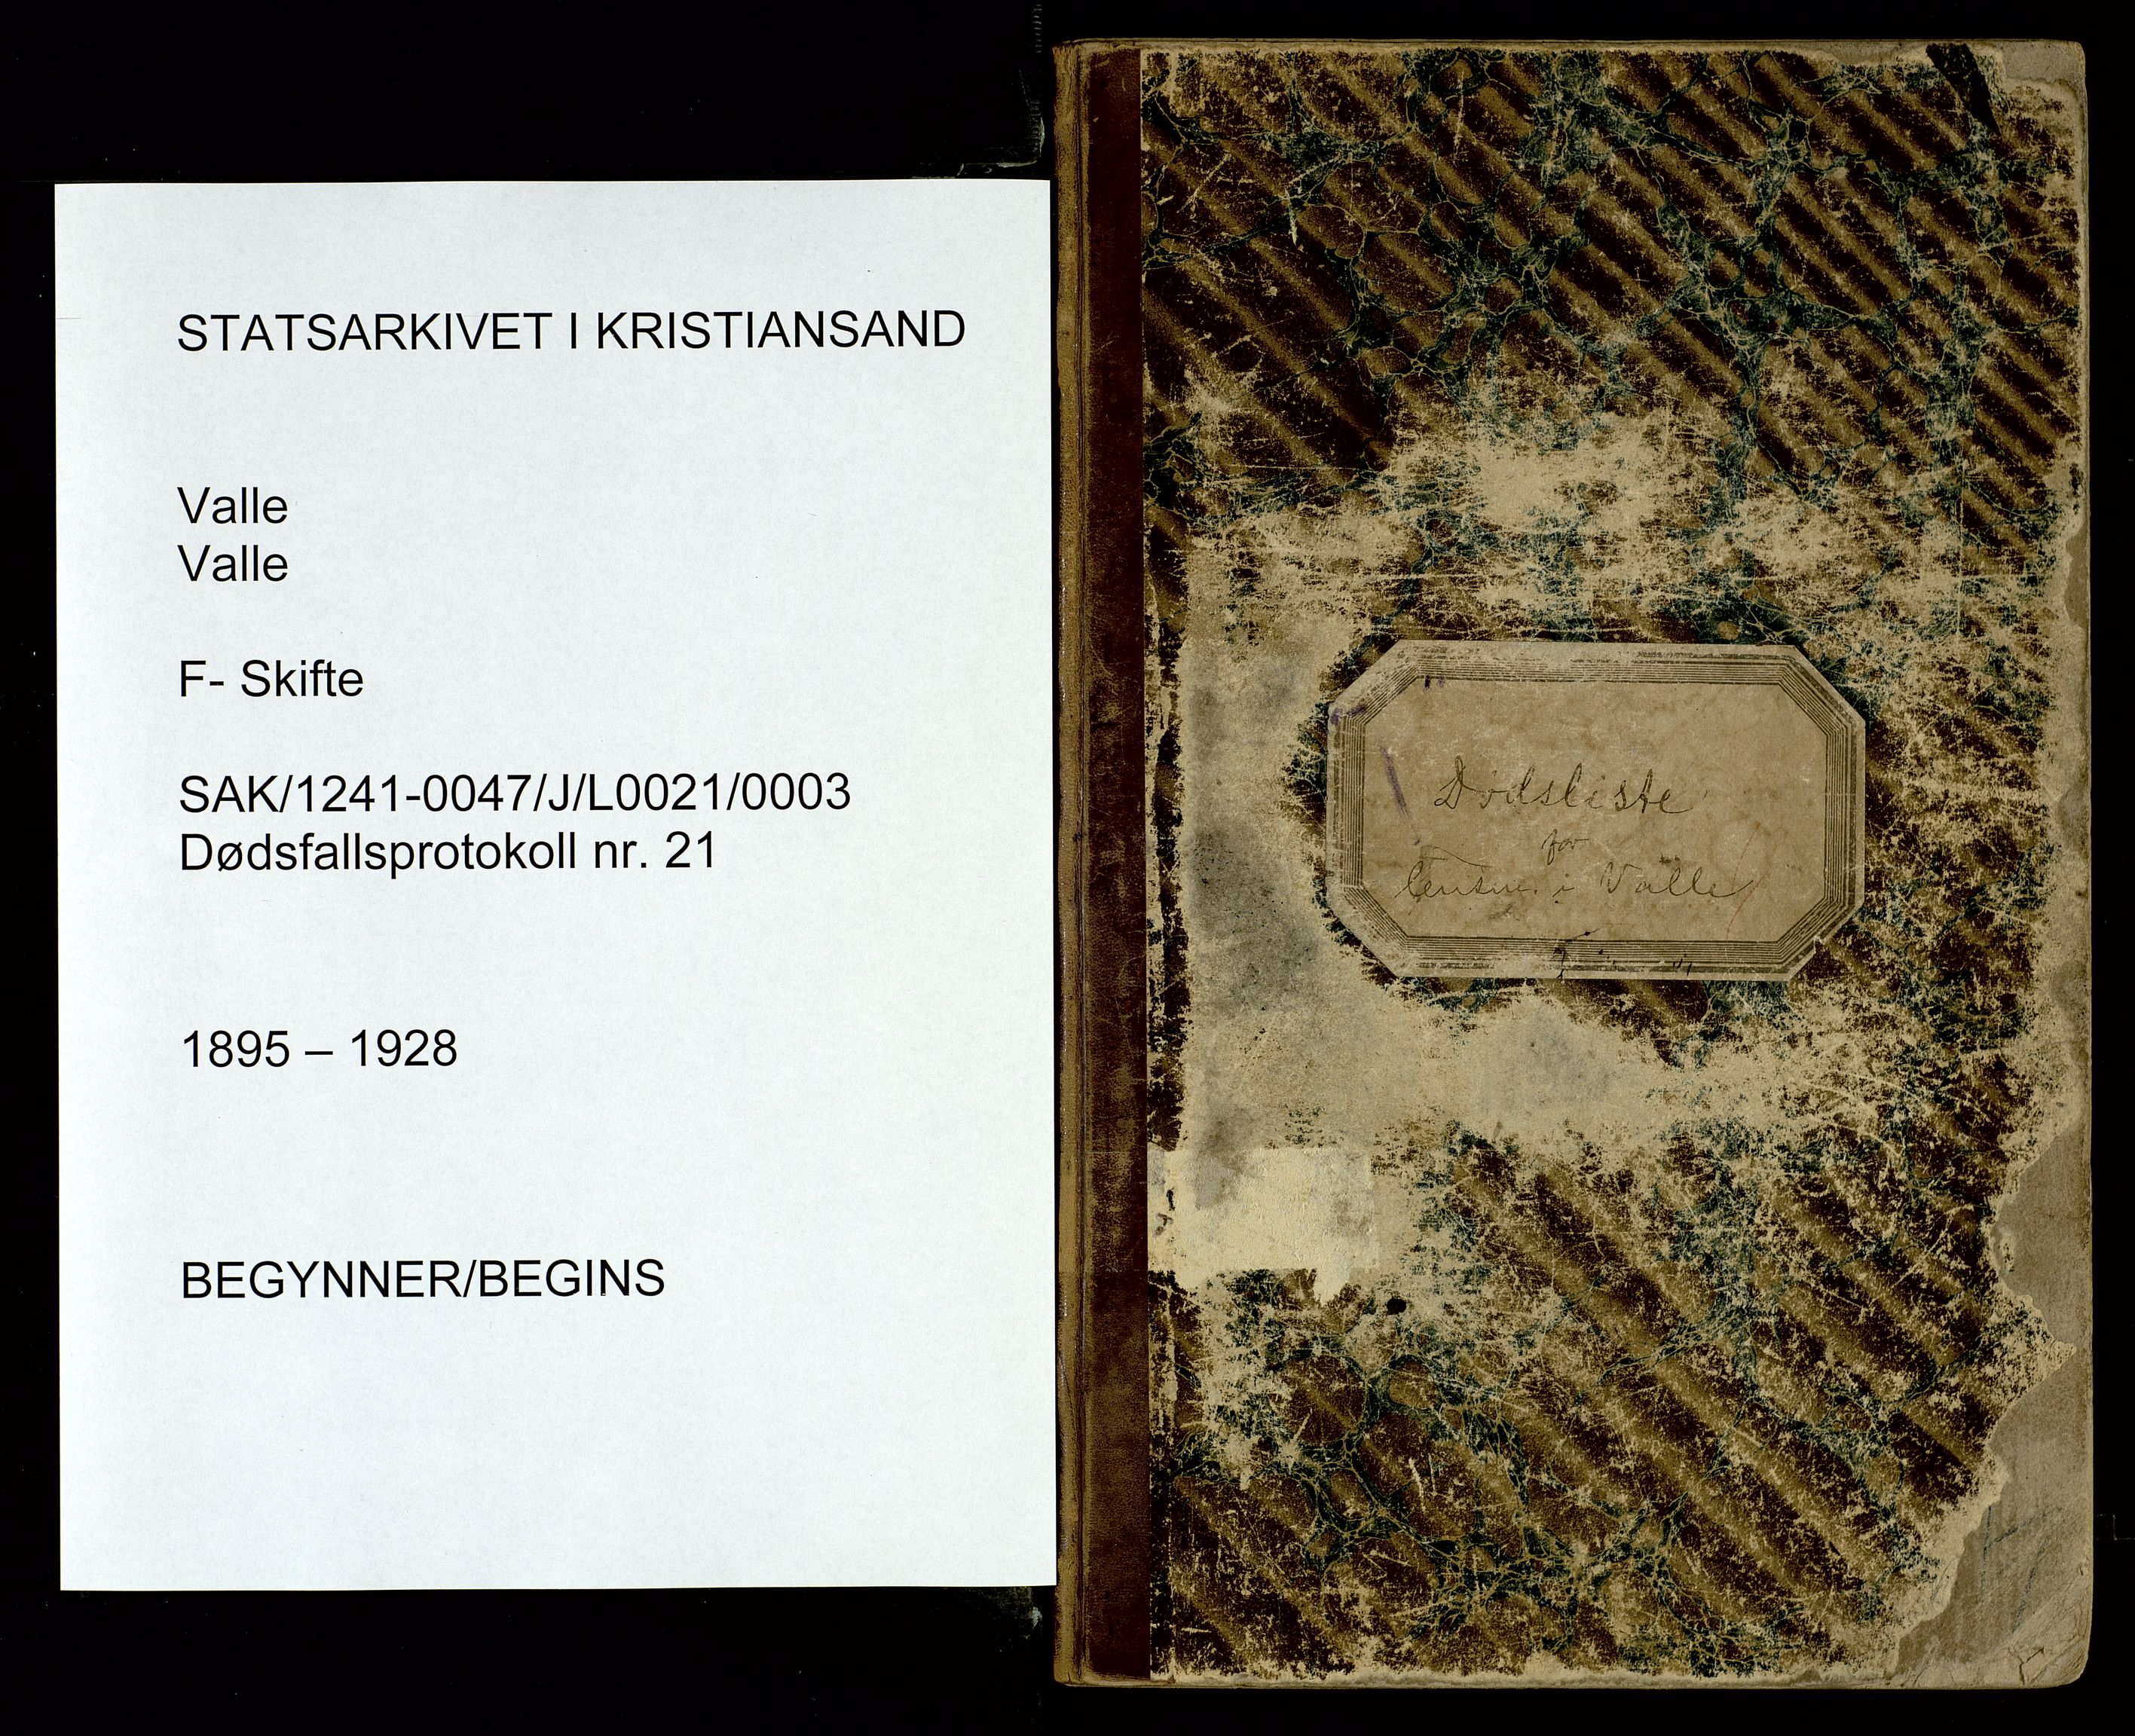 STATSARKIVET I KRISTIANSAND
Valle
Valle
F- Skifte
SAK/1241-0047/J/L0021/0003
Dødsfallsprotokoll nr. 21
1895 – 1928
BEGYNNER/BEGINS
Dødsliste
for
i Valle